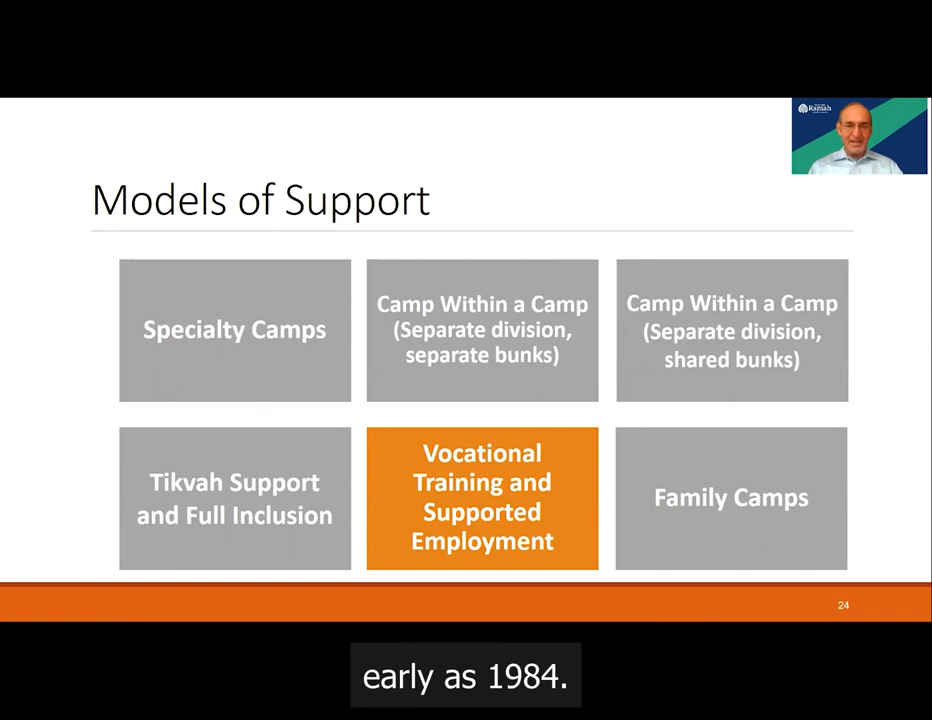 Ramah
Models of Support
Specialty Camps
Camp Within a Camp
(Separate division,
separate bunks)
Camp Within a Camp
(Separate division,
shared bunks)
Tikvah Support
and Full Inclusion
Vocational
Training and
Supported
Employment
Family Camps
24
early as 1984.